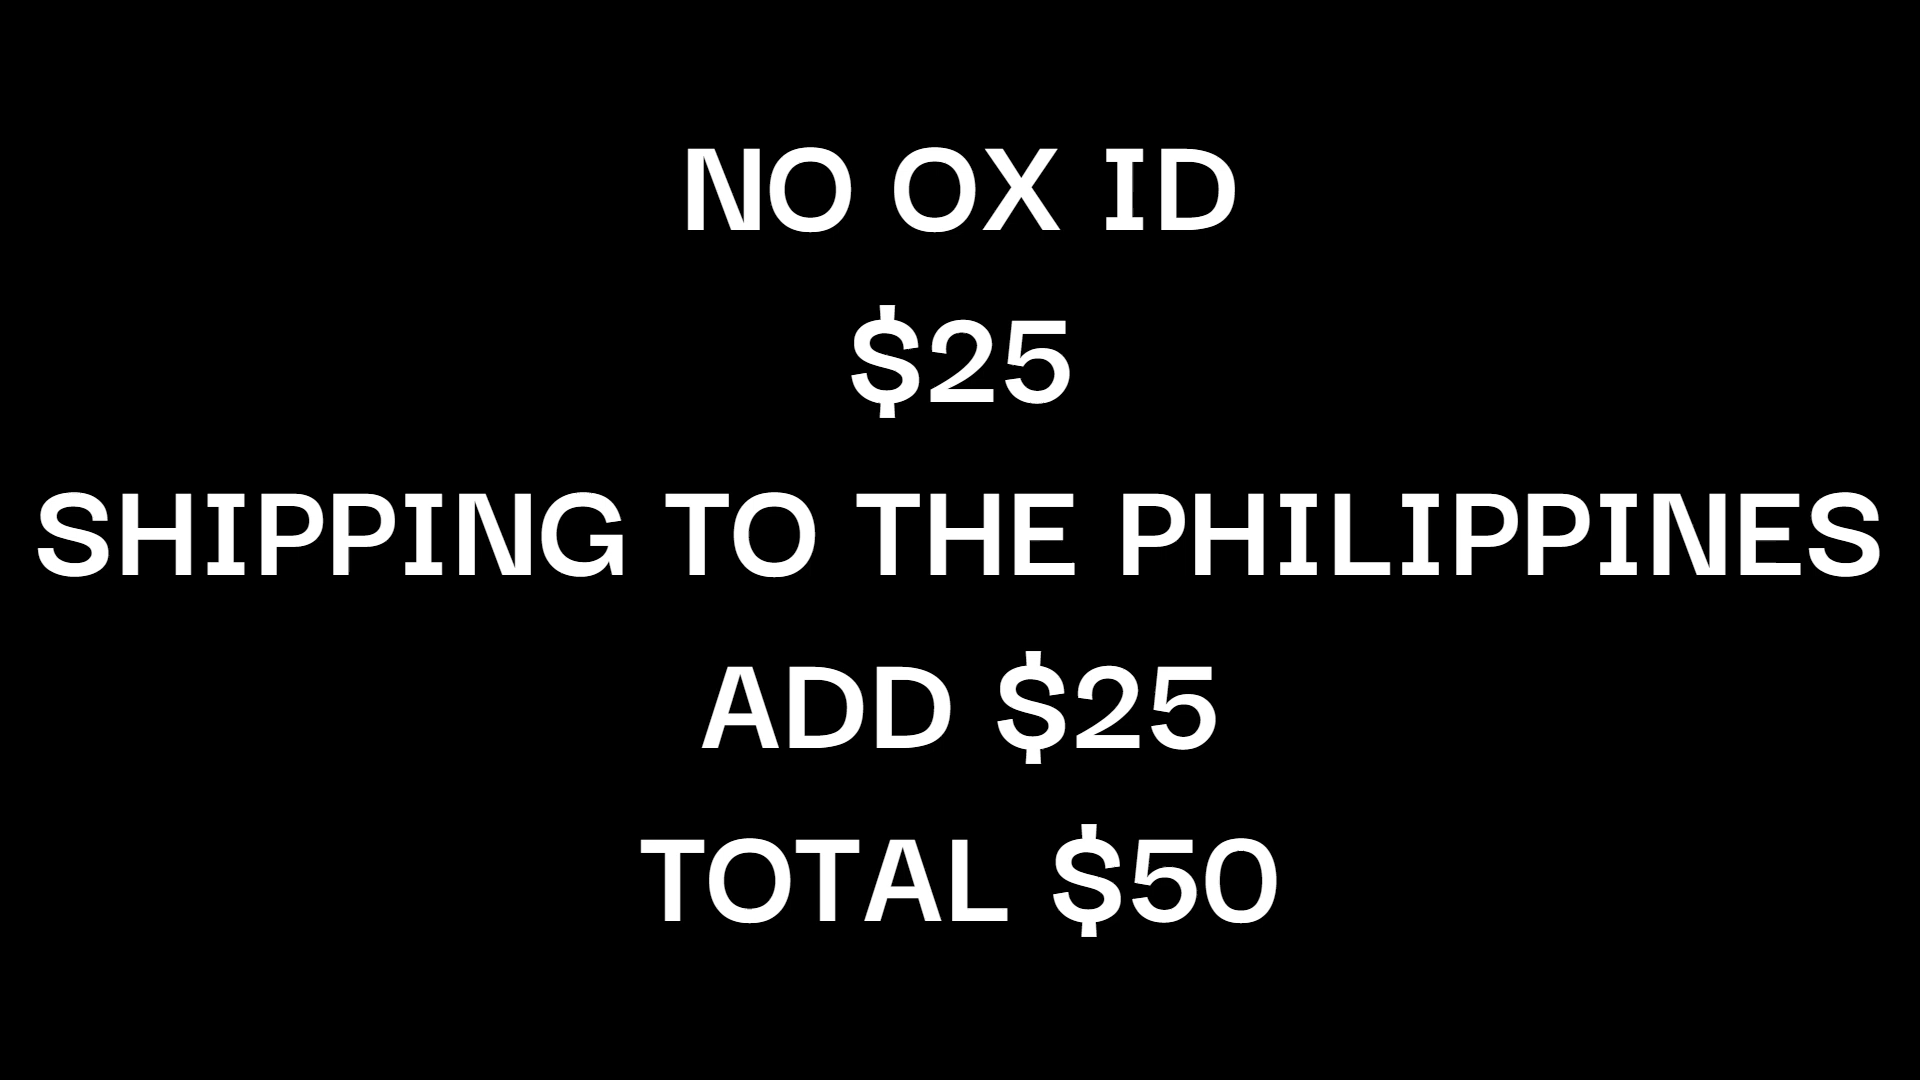 NO OX ID
$25
SHIPPING TO THE PHILIPPINES
ADD $25
TOTAL $50